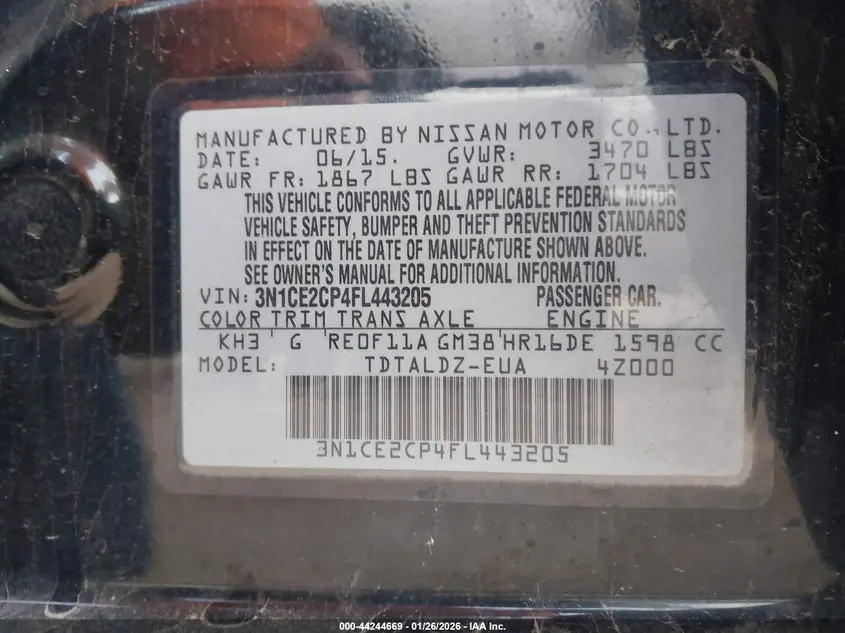 MANUFACTURED BY NISSAN MOTOR CO., LTD.
DATE: 06/15. GVWR: 3470 LBS
GAWR FR: 1867 LBS GAWR RR: 1704 LBS
THIS VEHICLE CONFORMS TO ALL APPLICABLE FEDERAL MOTOR
VEHICLE SAFETY, BUMPER AND THEFT PREVENTION STANDARDS
IN EFFECT ON THE DATE OF MANUFACTURE SHOWN ABOVE.
SEE OWNER'S MANUAL FOR ADDITIONAL INFORMATION.
VIN: 3N1CE2CP4FL443205 PASSENGER CAR.
COLOR TRIM TRANS AXLE ENGINE
KH3 ' G 'RE0F11A GM38'HR16DE 1598 CC
MODEL: TDTALDZ-EUA 4Z000
3N1CE2CP4FL443205
000-44244669 - 01/26/2026 - IAA Inc.